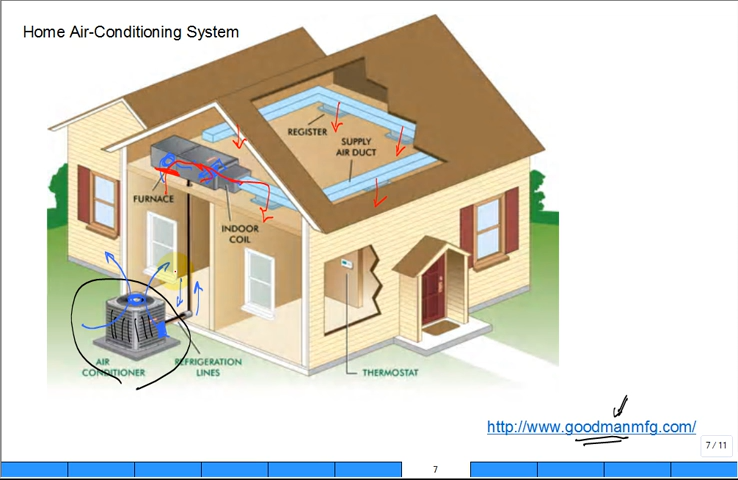 Home Air-Conditioning System
REGISTER
SUPPLY
AIR DUCT
FURNACE
INDOOR
COIL
AIR
CONDITIONER
REFRIGERATION
LINES
THERMOSTAT
http://www.goodmanmfg.com/
7 / 11
7